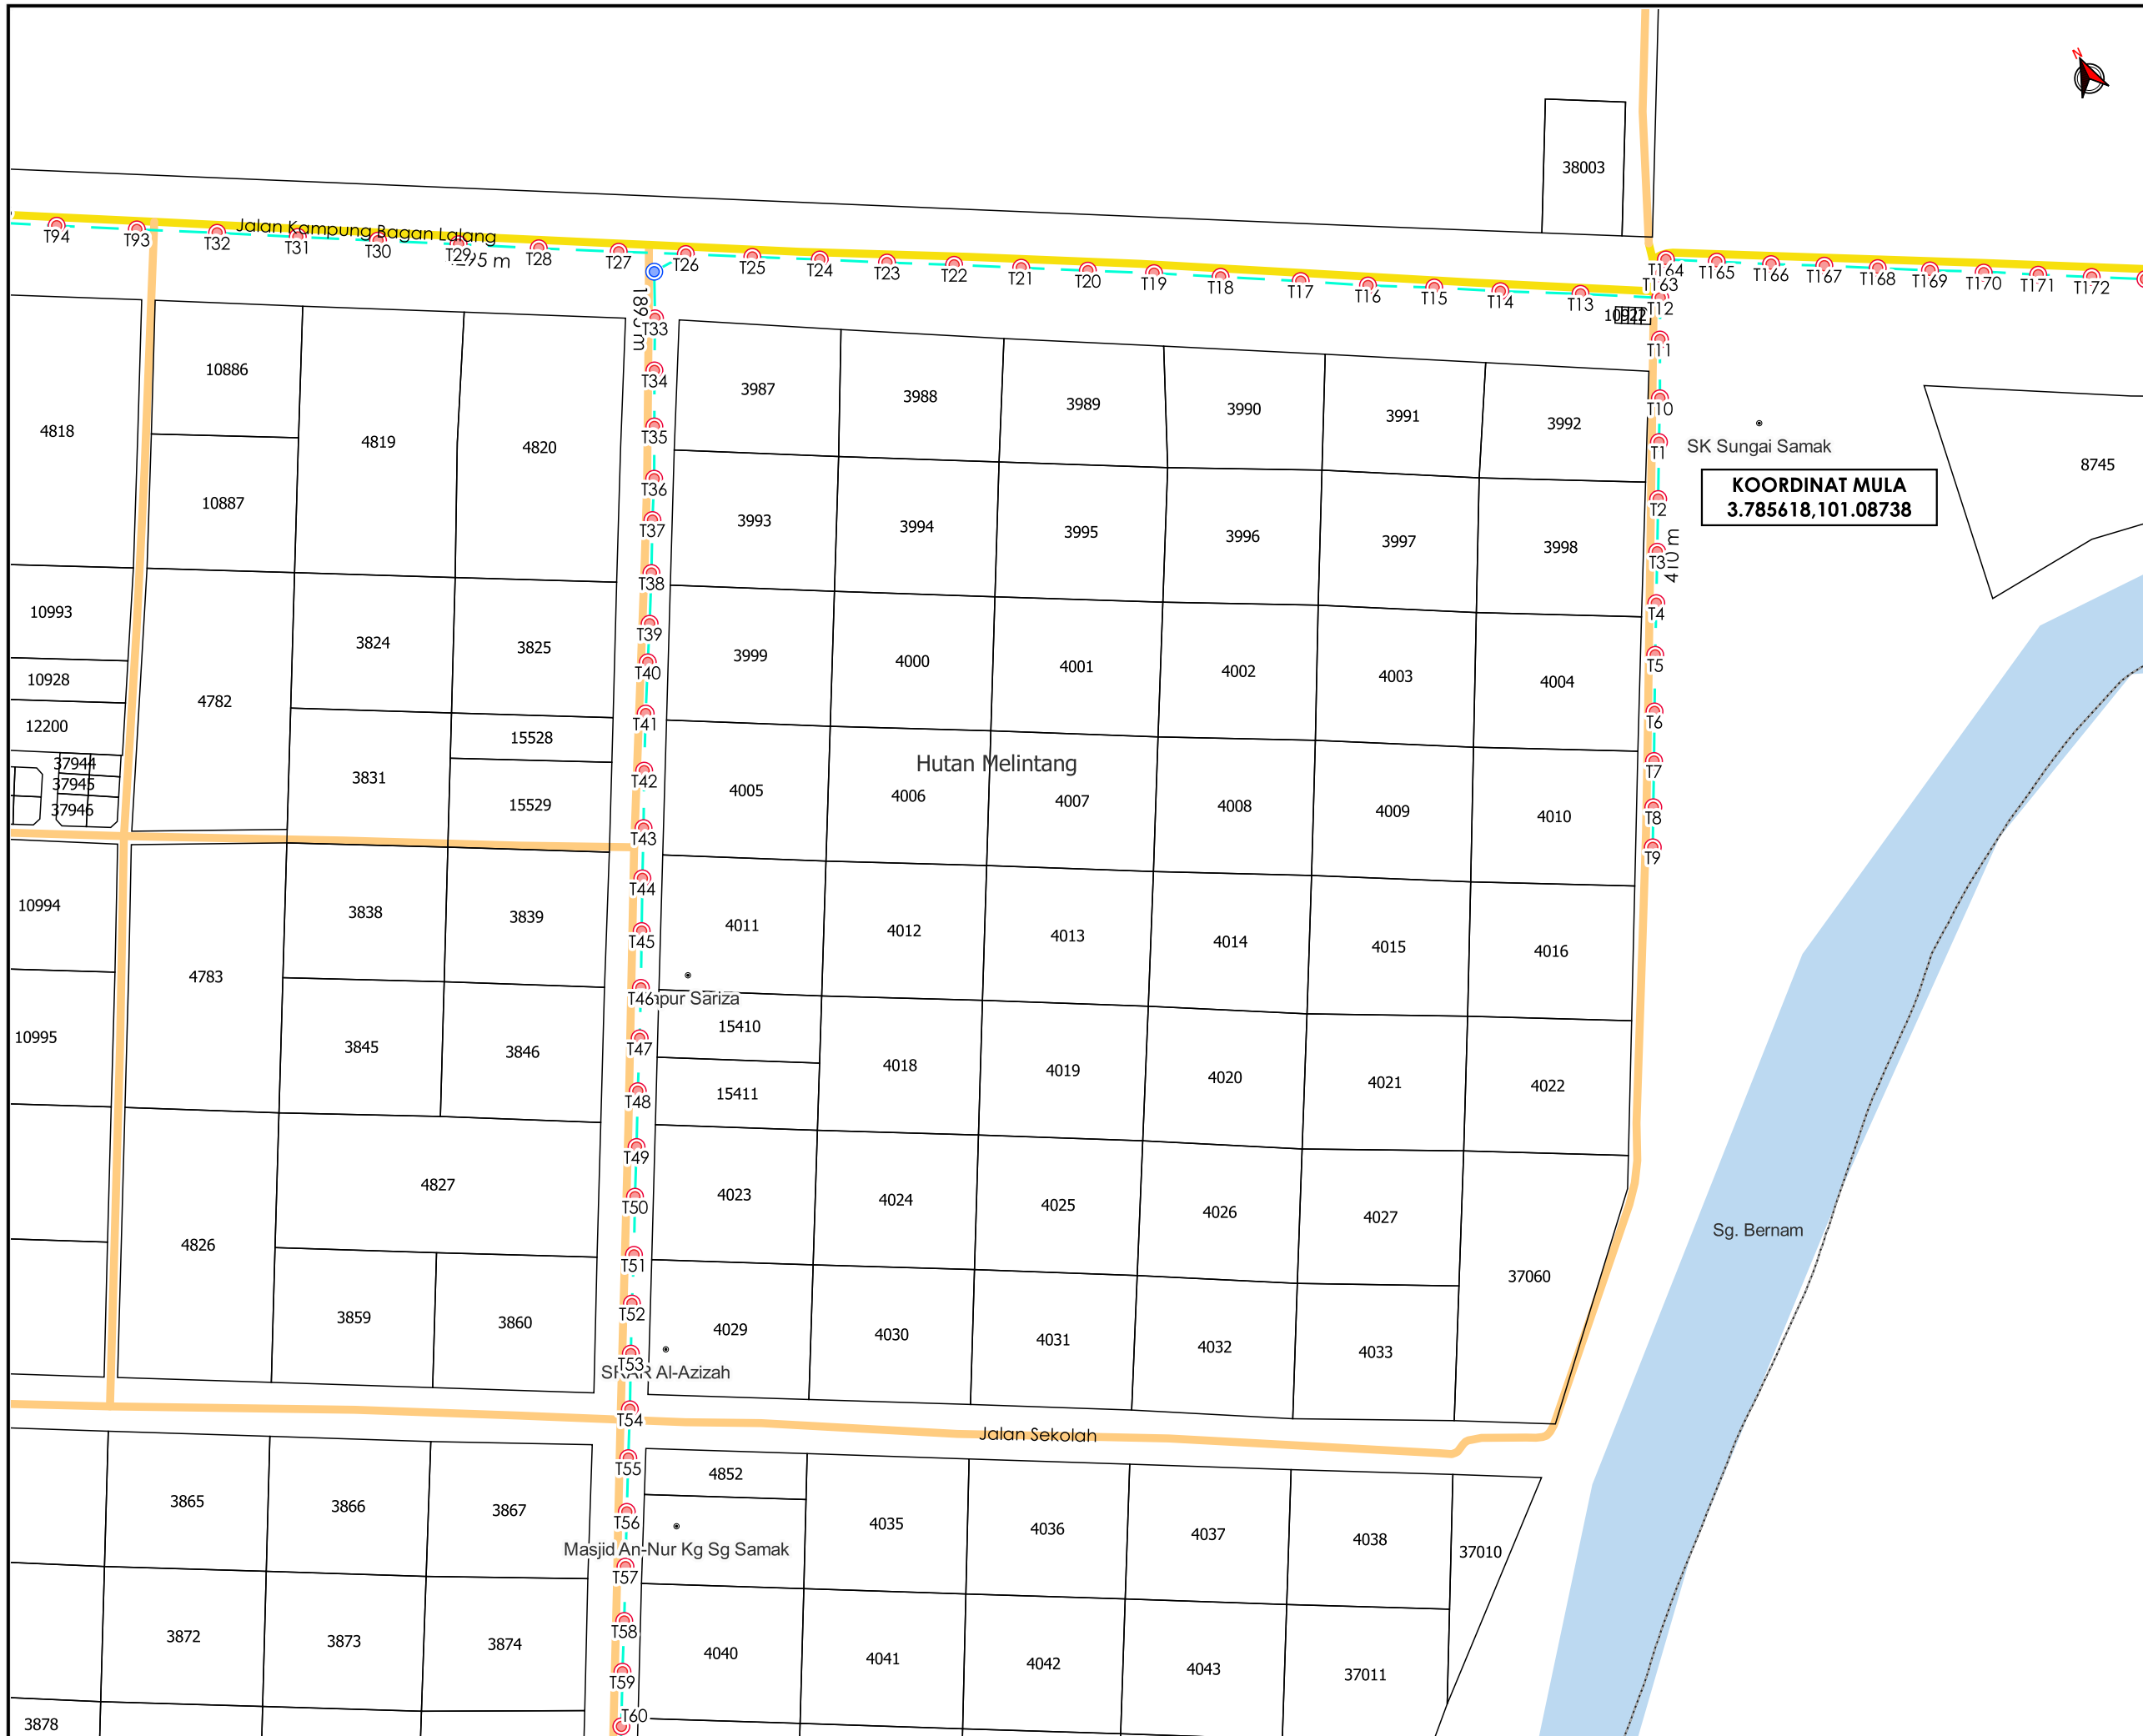 N
38003
Jalan Kampung Bagan Lalang
T94
T93
T32
T31
T30
T29
T28
T27
T26
T25
T24
T23
T22
T21
T20
T19
T18
T17
T16
T15
T14
T13
T12
T164
T163
T165
T166
T167
T168
T169
T170
T171
T172
T33
T11
10886
3987
3988
3989
3990
3991
3992
T34
T10
4818
4819
4820
T35
T1
SK Sungai Samak
8745
KOORDINAT MULA
3.785618,101.08738
10887
T36
3993
3994
3995
3996
3997
3998
T2
T37
T3
410 m
T38
10993
3824
3825
T39
3999
4000
4001
4002
4003
4004
T4
T5
10928
4782
T40
12200
T41
T6
15528
37944
37945
37946
3831
T42
15529
Hutan Melintang
4005
4006
4007
4008
4009
4010
T7
T8
T43
T9
10994
3838
3839
T44
4011
4012
4013
4014
4015
4016
T45
4783
T46
Sariza
10995
3845
3846
T47
15410
4018
4019
4020
4021
4022
T48
15411
T49
4827
T50
4023
4024
4025
4026
4027
4826
T51
Sg. Bernam
37060
3859
3860
T52
4029
4030
4031
4032
4033
T53
Al-Azizah
T54
Jalan Sekolah
T55
4852
3865
3866
3867
T56
4035
4036
4037
4038
37010
Masjid An-Nur Kg Sg Samak
T57
3872
3873
3874
T58
4040
4041
4042
4043
37011
T59
T60
3878